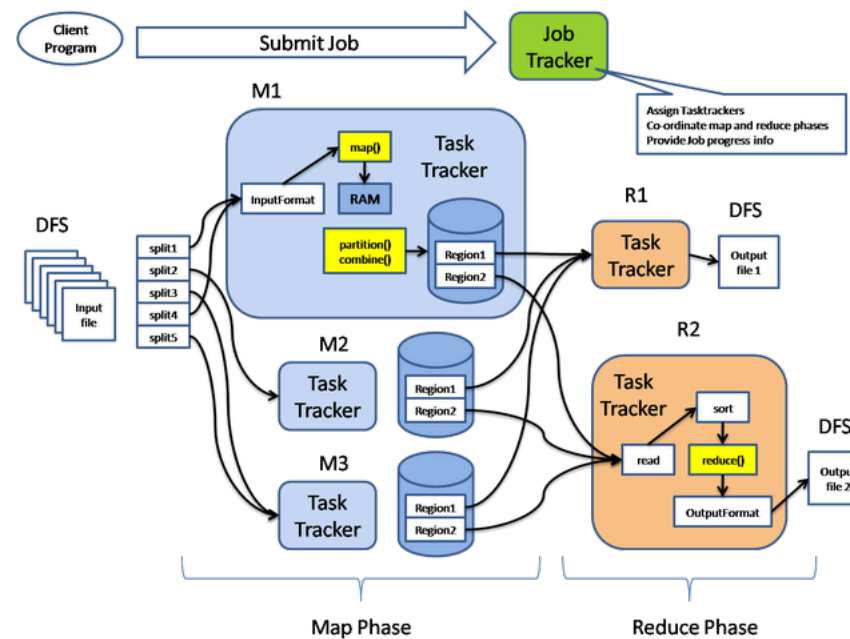 Client
Program
Submit Job
Job
Tracker
Assign Tasktrackers
Co-ordinate map and reduce phases
Provide Job progress info
M1
map()
Task
Tracker
InputFormat
RAM
partition()
combine()
Region1
Region2
DFS
Input
file
split1
split2
split3
split4
split5
M2
Task
Tracker
Region1
Region2
M3
Task
Tracker
Region1
Region2
R1
Task
Tracker
DFS
Output
file 1
R2
Task
Tracker
sort
read
reduce()
OutputFormat
DFS
Output
file 2
Map Phase
Reduce Phase